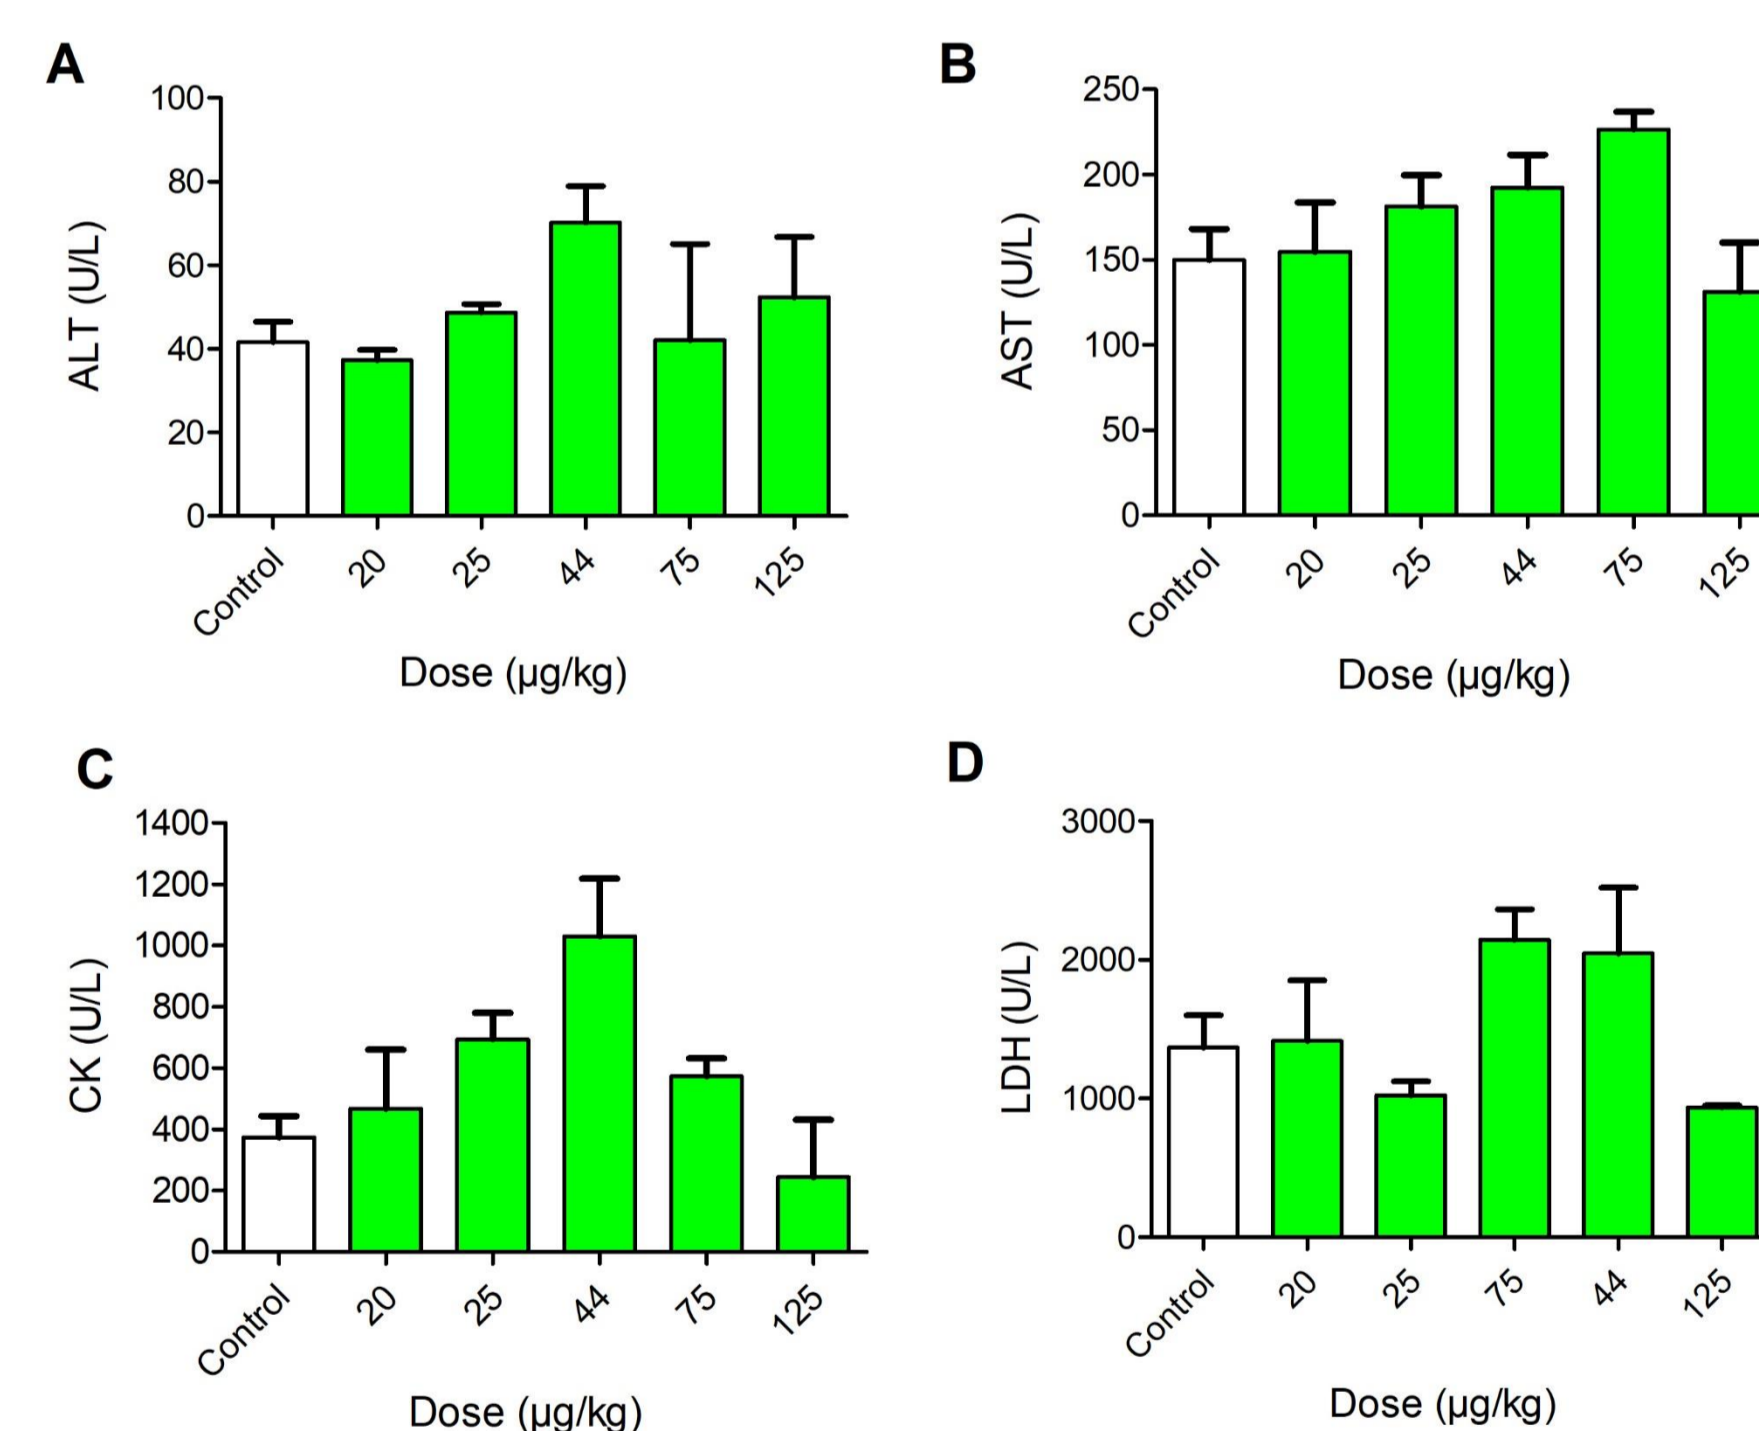 A
ALT (U/L)
100
80
60
40
20
0
Control 20 25 44 75 125
Dose (µg/kg)
B
AST (U/L)
250
200
150
100
50
0
Control 20 25 44 75 125
Dose (µg/kg)
C
CK (U/L)
1400
1200
1000
800
600
400
200
0
Control 20 25 44 75 125
Dose (µg/kg)
D
LDH (U/L)
3000
2000
1000
0
Control 20 25 75 44 125
Dose (µg/kg)